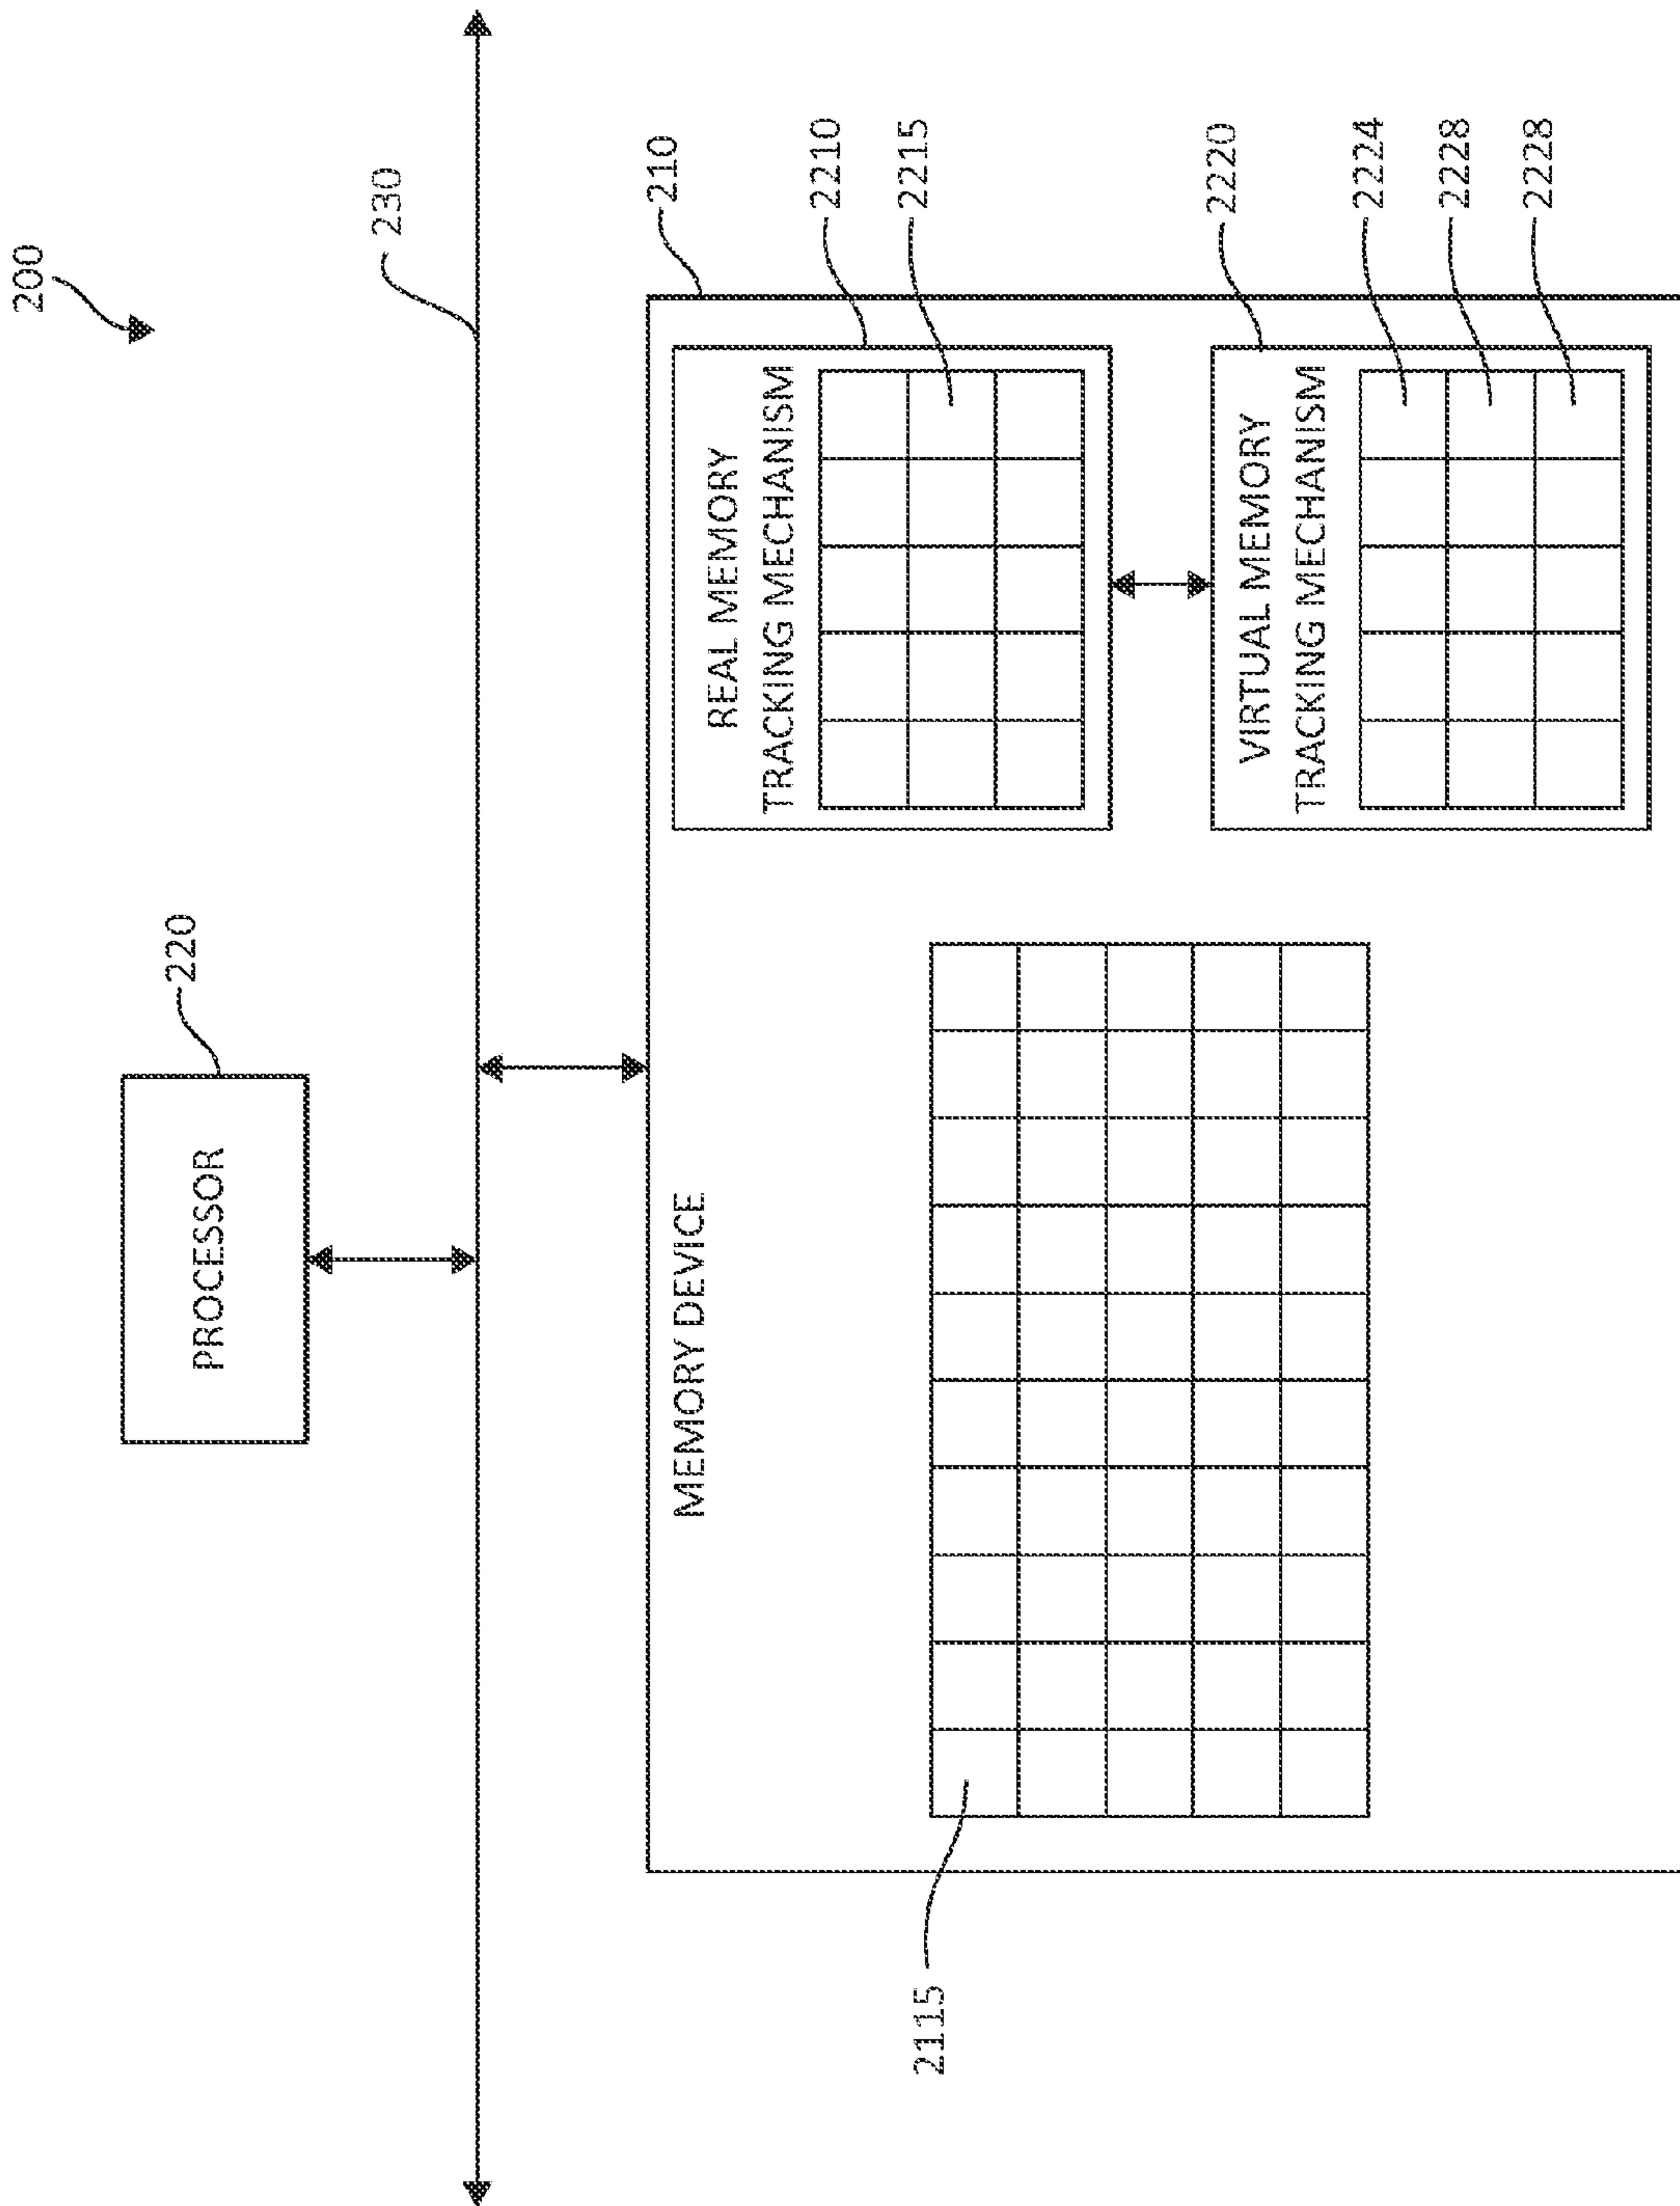 200
220
PROCESSOR
230
210
MEMORY DEVICE
REAL MEMORY
TRACKING MECHANISM
2210
2215
VIRTUAL MEMORY
TRACKING MECHANISM
2220
2224
2228
2228
2115